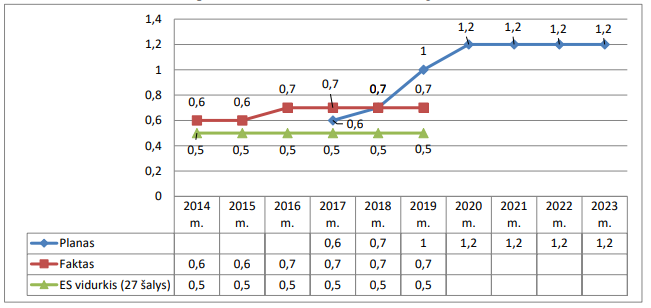 1,4
1,2
1
0,8
0,6
0,4
0,2
0
0,6 0,6 0,7 0,7 0,7 0,7
0,6 1 1,2 1,2 1,2 1,2
0,5 0,5 0,5 0,5 0,5 0,5
2014 m. 2015 m. 2016 m. 2017 m. 2018 m. 2019 m. 2020 m. 2021 m. 2022 m. 2023 m.
Planas 0,6 0,7 1 1,2 1,2 1,2 1,2
Faktas 0,6 0,6 0,7 0,7 0,7 0,7
ES vidurkis (27 šalys) 0,5 0,5 0,5 0,5 0,5 0,5